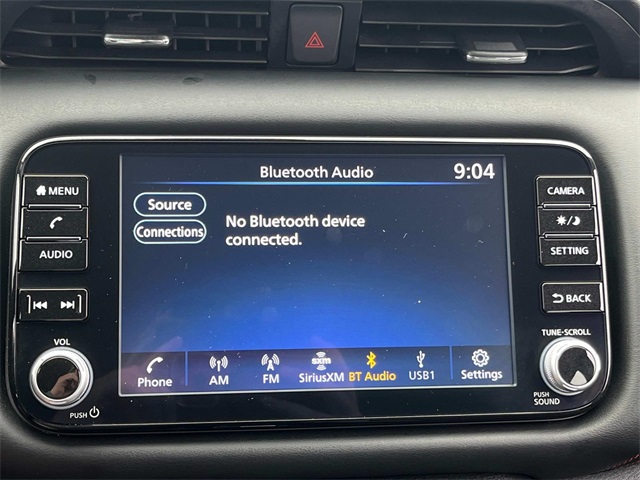 Bluetooth Audio 9:04
MENU
AUDIO
VOL
PUSH
Source
Connections
No Bluetooth device
connected.
Phone
AM
FM
sxm
SiriusXM
BT Audio
USB1
Settings
CAMERA
SETTING
BACK
TUNE-SCROLL
PUSH
SOUND